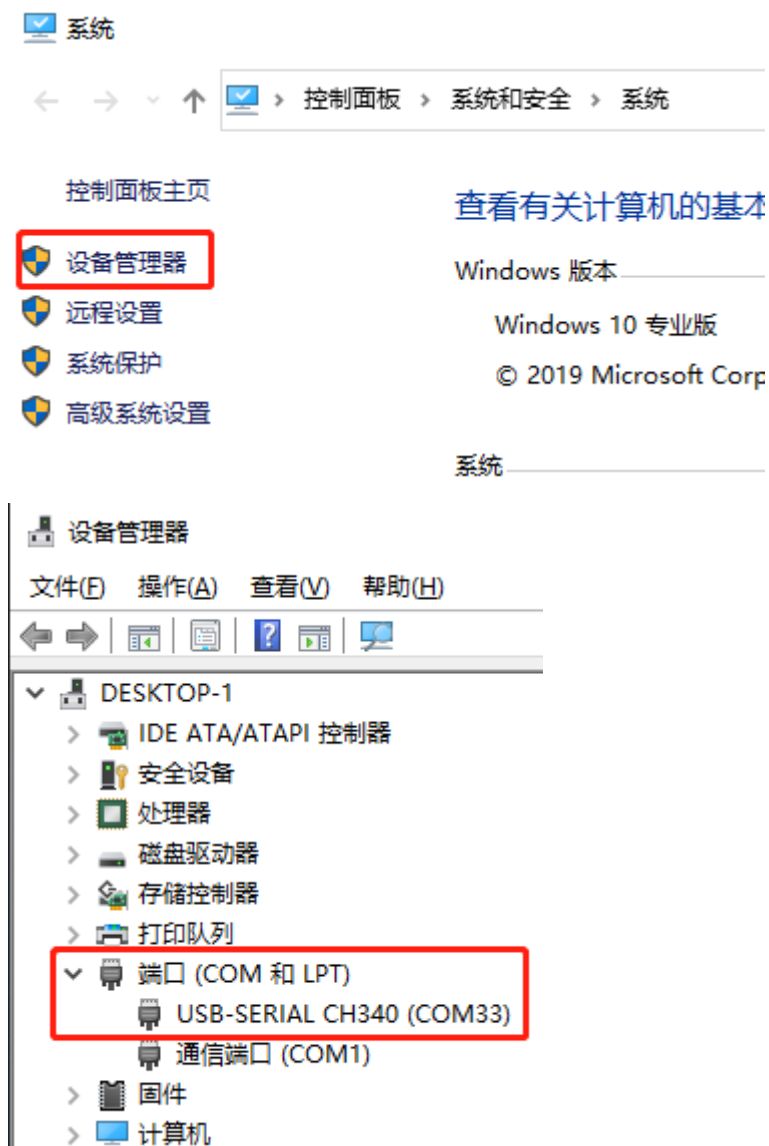 系统
控制面板 › 系统和安全 › 系统
控制面板主页
设备管理器
远程设置
系统保护
高级系统设置
查看有关计算机的基本
Windows 版本
Windows 10 专业版
© 2019 Microsoft Corp
系统
设备管理器
文件(F) 操作(A) 查看(V) 帮助(H)
DESKTOP-1
IDE ATA/ATAPI 控制器
安全设备
处理器
磁盘驱动器
存储控制器
打印队列
端口 (COM 和 LPT)
USB-SERIAL CH340 (COM33)
通信端口 (COM1)
固件
计算机